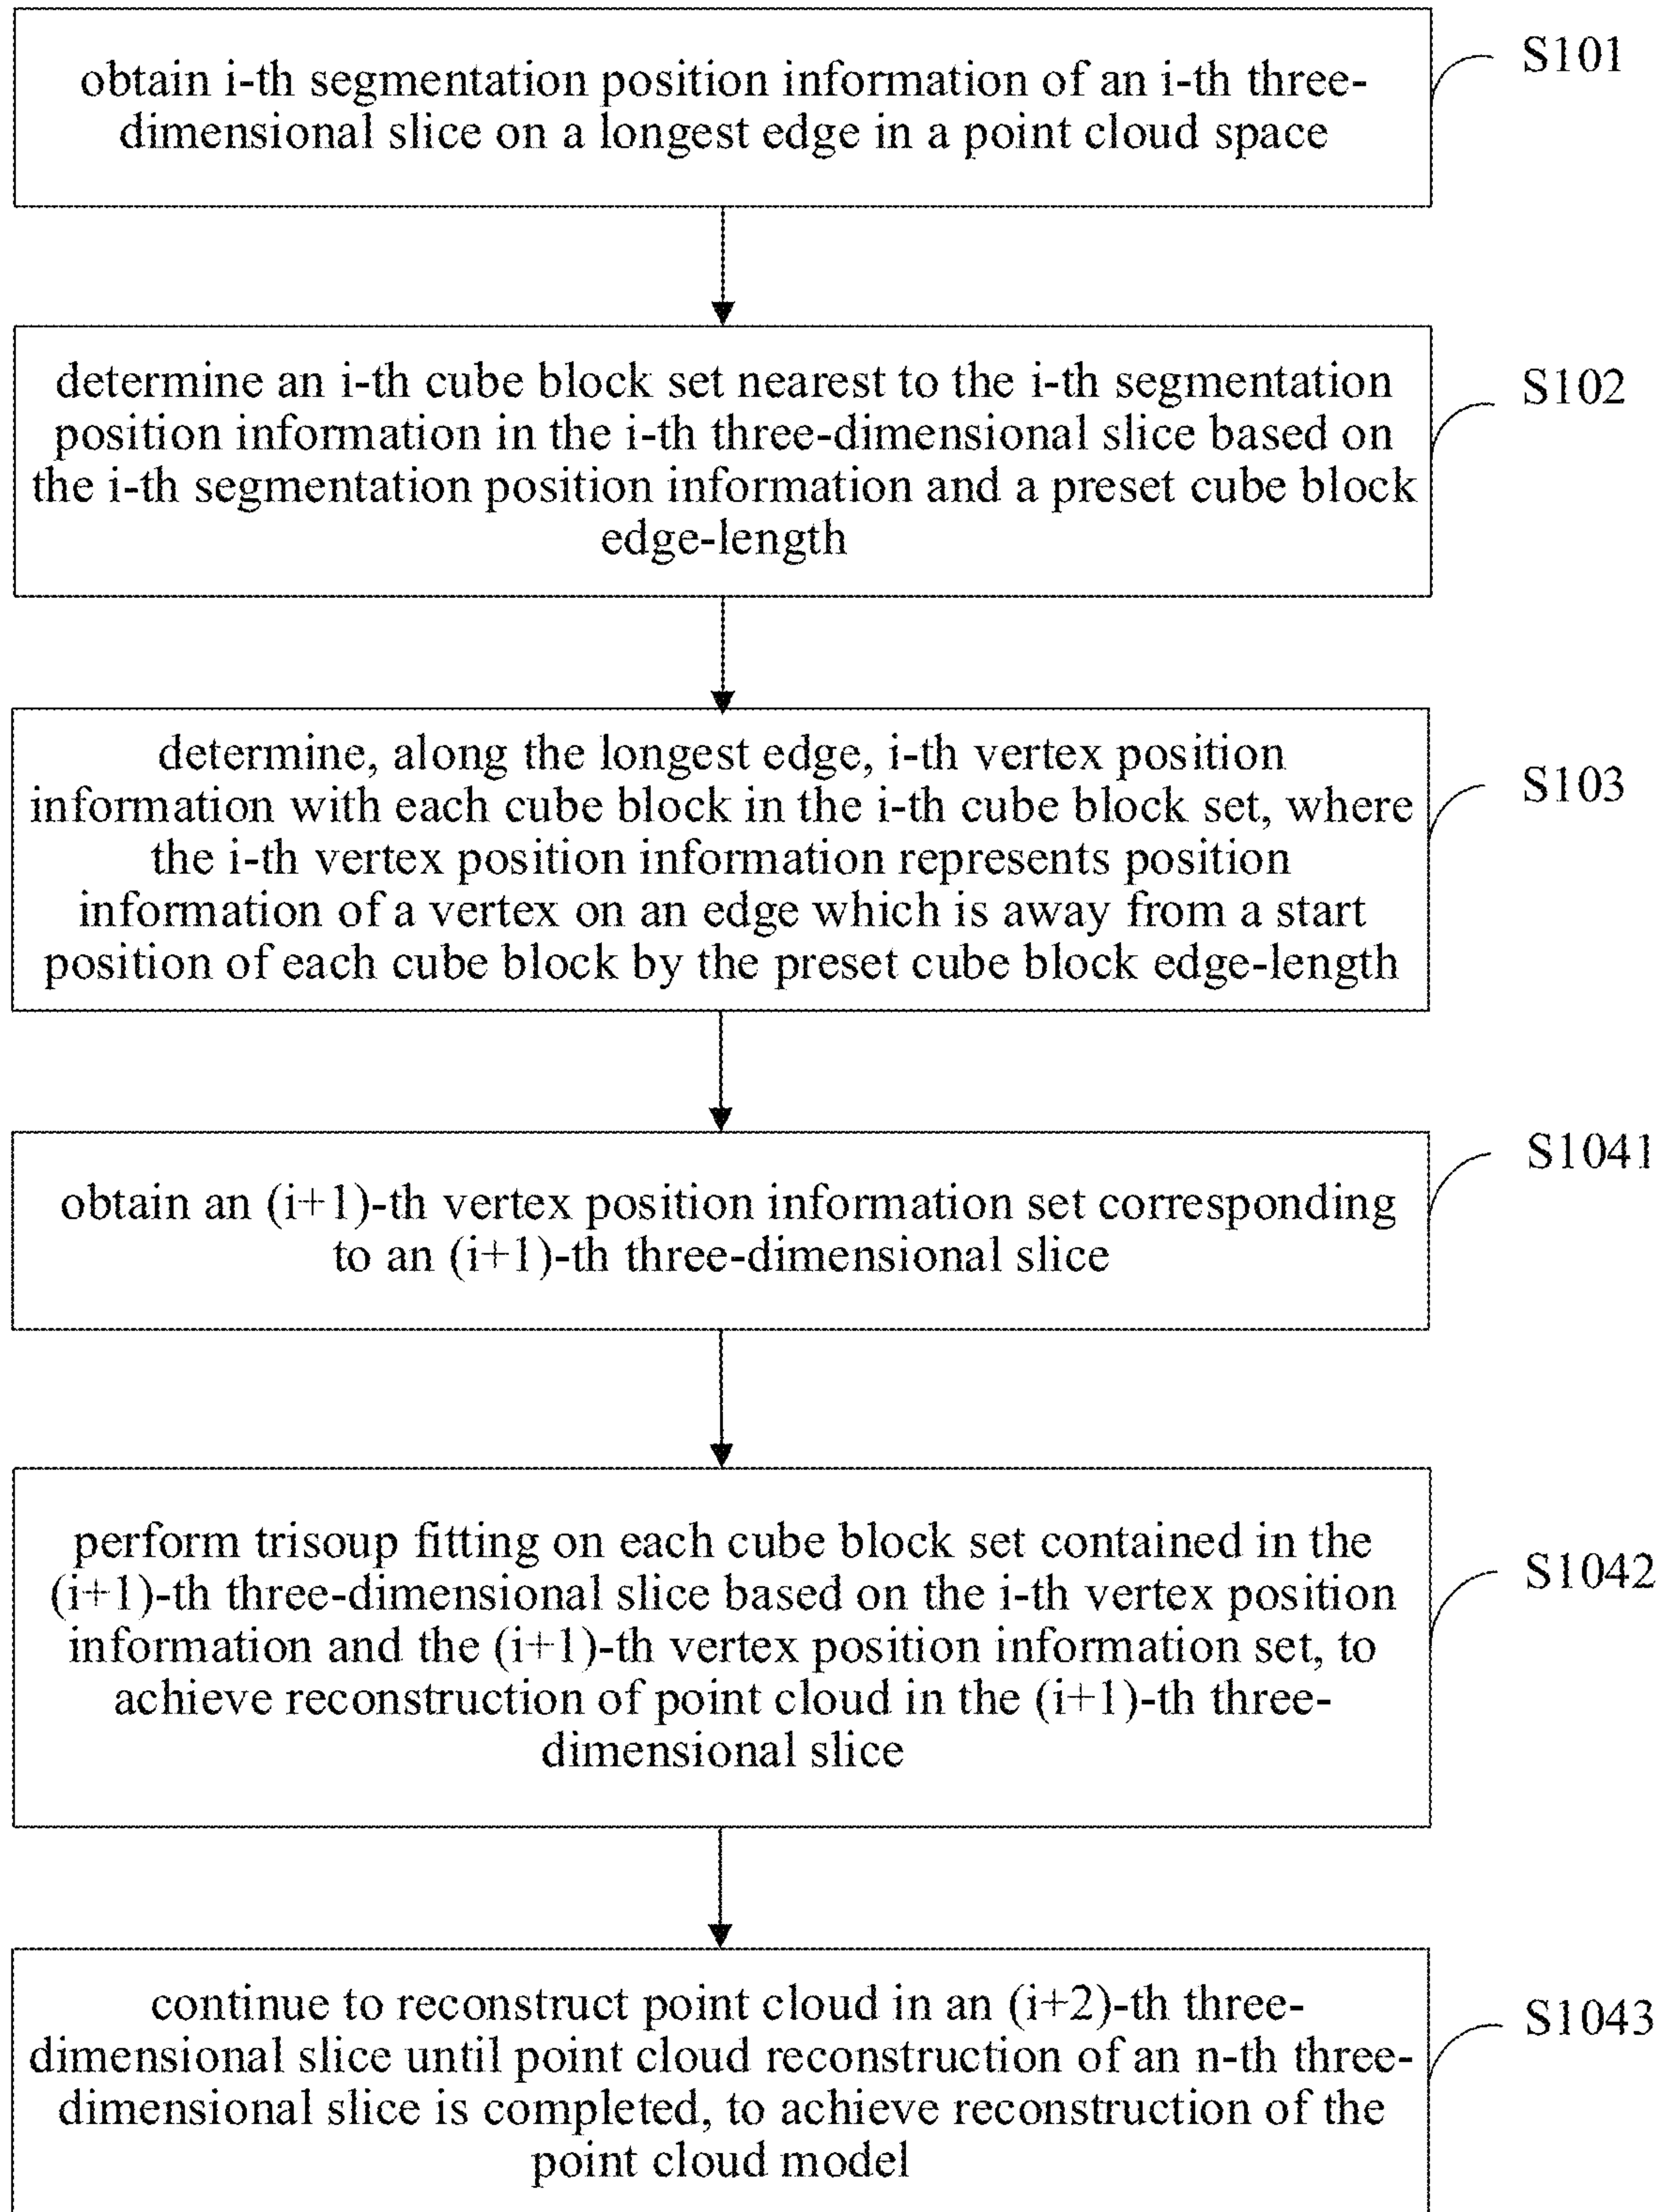 obtain i-th segmentation position information of an i-th three-
dimensional slice on a longest edge in a point cloud space
S101
determine an i-th cube block set nearest to the i-th segmentation
position information in the i-th three-dimensional slice based on
the i-th segmentation position information and a preset cube block
edge-length
S102
determine, along the longest edge, i-th vertex position
information with each cube block in the i-th cube block set, where
the i-th vertex position information represents position
information of a vertex on an edge which is away from a start
position of each cube block by the preset cube block edge-length
S103
obtain an (i+1)-th vertex position information set corresponding
to an (i+1)-th three-dimensional slice
S1041
perform trisoup fitting on each cube block set contained in the
(i+1)-th three-dimensional slice based on the i-th vertex position
information and the (i+1)-th vertex position information set, to
achieve reconstruction of point cloud in the (i+1)-th three-
dimensional slice
S1042
continue to reconstruct point cloud in an (i+2)-th three-
dimensional slice until point cloud reconstruction of an n-th three-
dimensional slice is completed, to achieve reconstruction of the
point cloud model
S1043